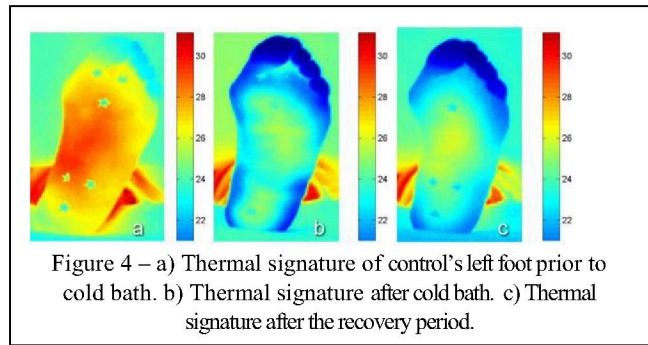 30
28
26
24
22
a
30
28
26
24
22
b
30
28
26
24
22
c
Figure 4 – a) Thermal signature of control's left foot prior to
cold bath. b) Thermal signature after cold bath. c) Thermal
signature after the recovery period.